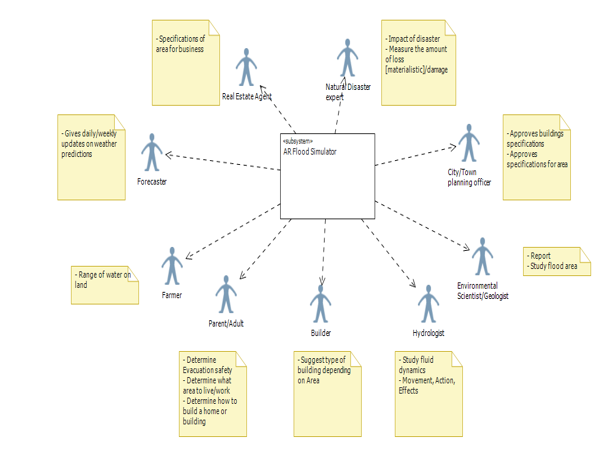 - Specifications of
area for business
Real Estate Agent
Natural Disaster
expert
- Impact of disaster
- Measure the amount
of loss
[materialistic]/damage
- Gives daily/weekly
updates on weather
predictions
Forecaster
«subsystem»
AR Flood Simulator
City/Town
planning officer
- Approves buildings
specifications
- Approves
specifications for area
- Range of water on
land
Farmer
Parent/Adult
Builder
Hydrologist
Environmental
Scientist/Geologist
- Report
- Study flood area
- Determine
Evacuation safety
- Determine what
area to live/work
- Determine how to
build a home or
building
- Suggest type of
building depending
on Area
- Study fluid
dynamics
- Movement, Action,
Effects